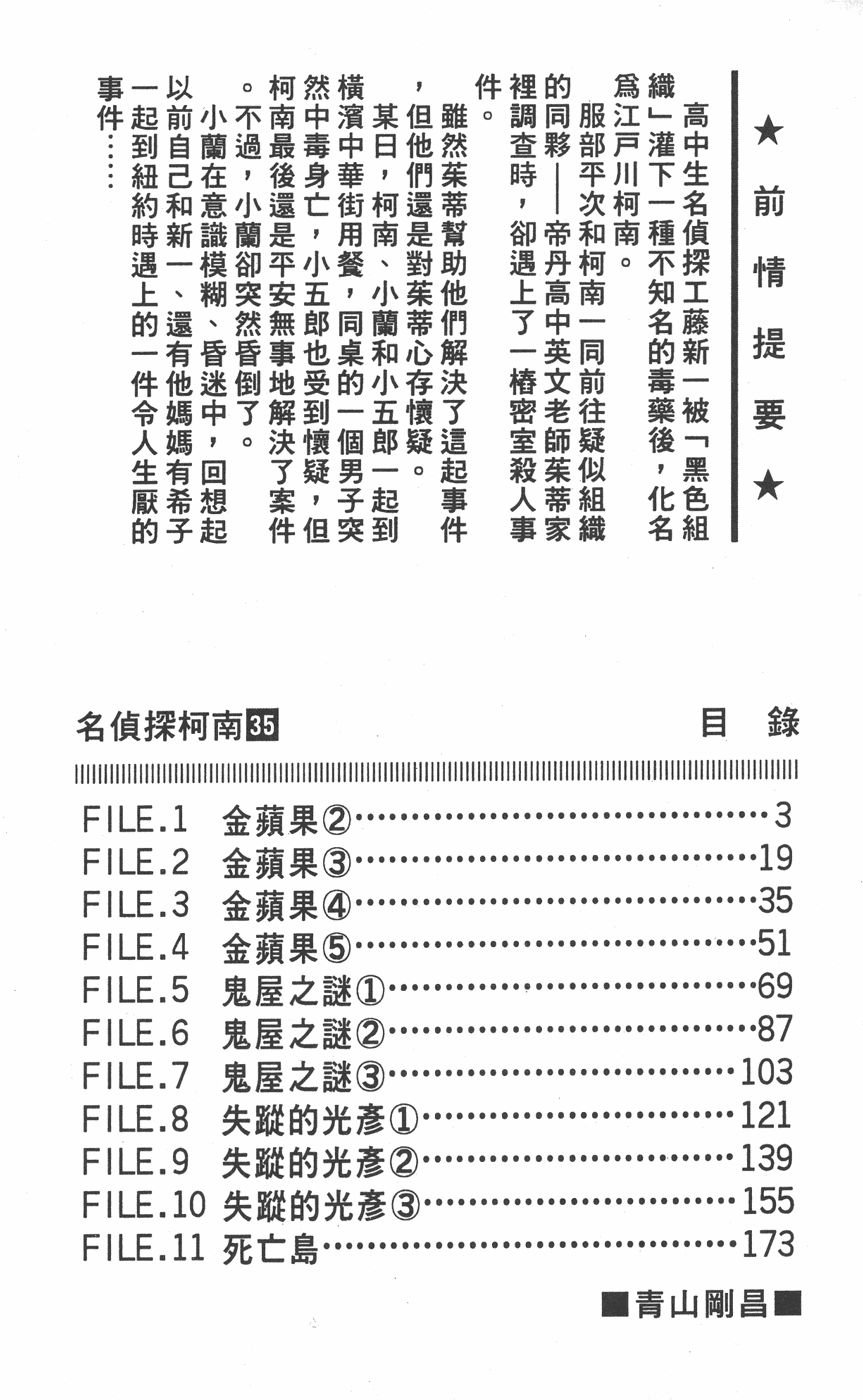 ★前情提要★
高中生名偵探工藤新一被「黑色組
織」灌下一種不知名的毒藥後，化名
為江戶川柯南。
服部平次和柯南一同前往疑似組織
的同夥——帝丹高中英文老師茱蒂家
裡調查時，卻遇上了一樁密室殺人事
件。
雖然茱蒂幫助他們解決了這起事件
，但他們還是對茱蒂心存懷疑。
某日，柯南、小蘭和小五郎一起到
橫濱中華街用餐，同桌的一個男子突
然中毒身亡，小五郎也受到懷疑，但
柯南最後還是平安無事地解決了案件
。不過，小蘭卻突然昏倒了。
小蘭在意識模糊、昏迷中，回想起
以前自己和新一、還有他媽媽有希子
一起到紐約時遇上的一件令人生厭的
事件……
名偵探柯南35
目 錄
FILE.1 金蘋果②…………3
FILE.2 金蘋果③…………19
FILE.3 金蘋果④…………35
FILE.4 金蘋果⑤…………51
FILE.5 鬼屋之謎①…………69
FILE.6 鬼屋之謎②…………87
FILE.7 鬼屋之謎③…………103
FILE.8 失蹤的光彥①…………121
FILE.9 失蹤的光彥②…………139
FILE.10 失蹤的光彥③…………155
FILE.11 死亡島…………173
■青山剛昌■